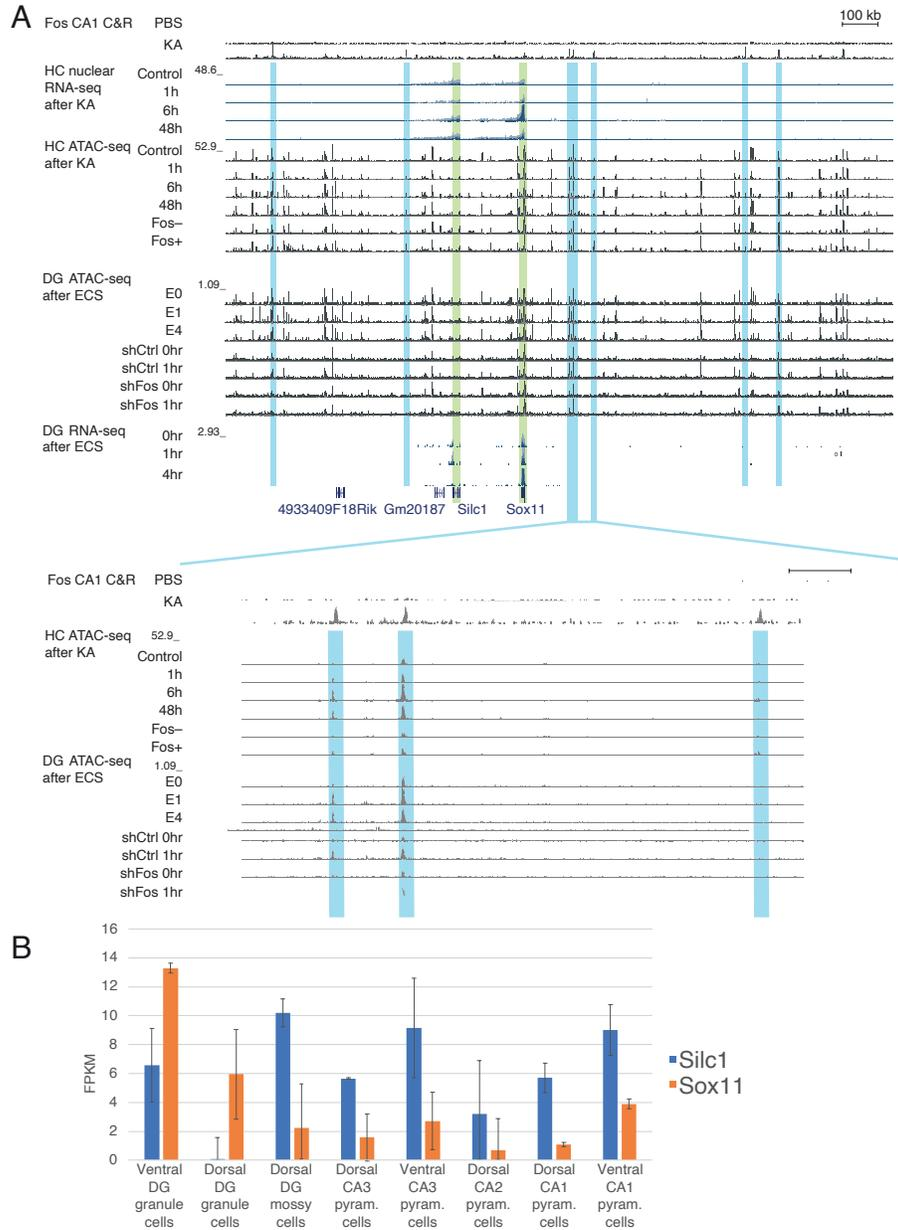 A
Fos CA1 C&R PBS
KA
100 kb
HC nuclear
RNA-seq
after KA
Control
48.6_
1h
6h
48h
HC ATAC-seq
after KA
Control
52.9_
1h
6h
48h
Fos–
Fos+
DG ATAC-seq
after ECS
1.09_
E0
E1
E4
shCtrl 0hr
shCtrl 1hr
shFos 0hr
shFos 1hr
DG RNA-seq
after ECS
0hr
2.93_
1hr
4hr
4933409F18Rik Gm20187 Silc1 Sox11
Fos CA1 C&R PBS
KA
HC ATAC-seq
after KA
52.9_
Control
1h
6h
48h
Fos–
Fos+
DG ATAC-seq
after ECS
1.09_
E0
E1
E4
shCtrl 0hr
shCtrl 1hr
shFos 0hr
shFos 1hr
B
FPKM
16
14
12
10
8
6
4
2
0
Ventral DG granule cells
Dorsal DG granule cells
Dorsal DG mossy cells
Dorsal CA3 pyram. cells
Ventral CA3 pyram. cells
Dorsal CA2 pyram. cells
Dorsal CA1 pyram. cells
Ventral CA1 pyram. cells
Silc1
Sox11